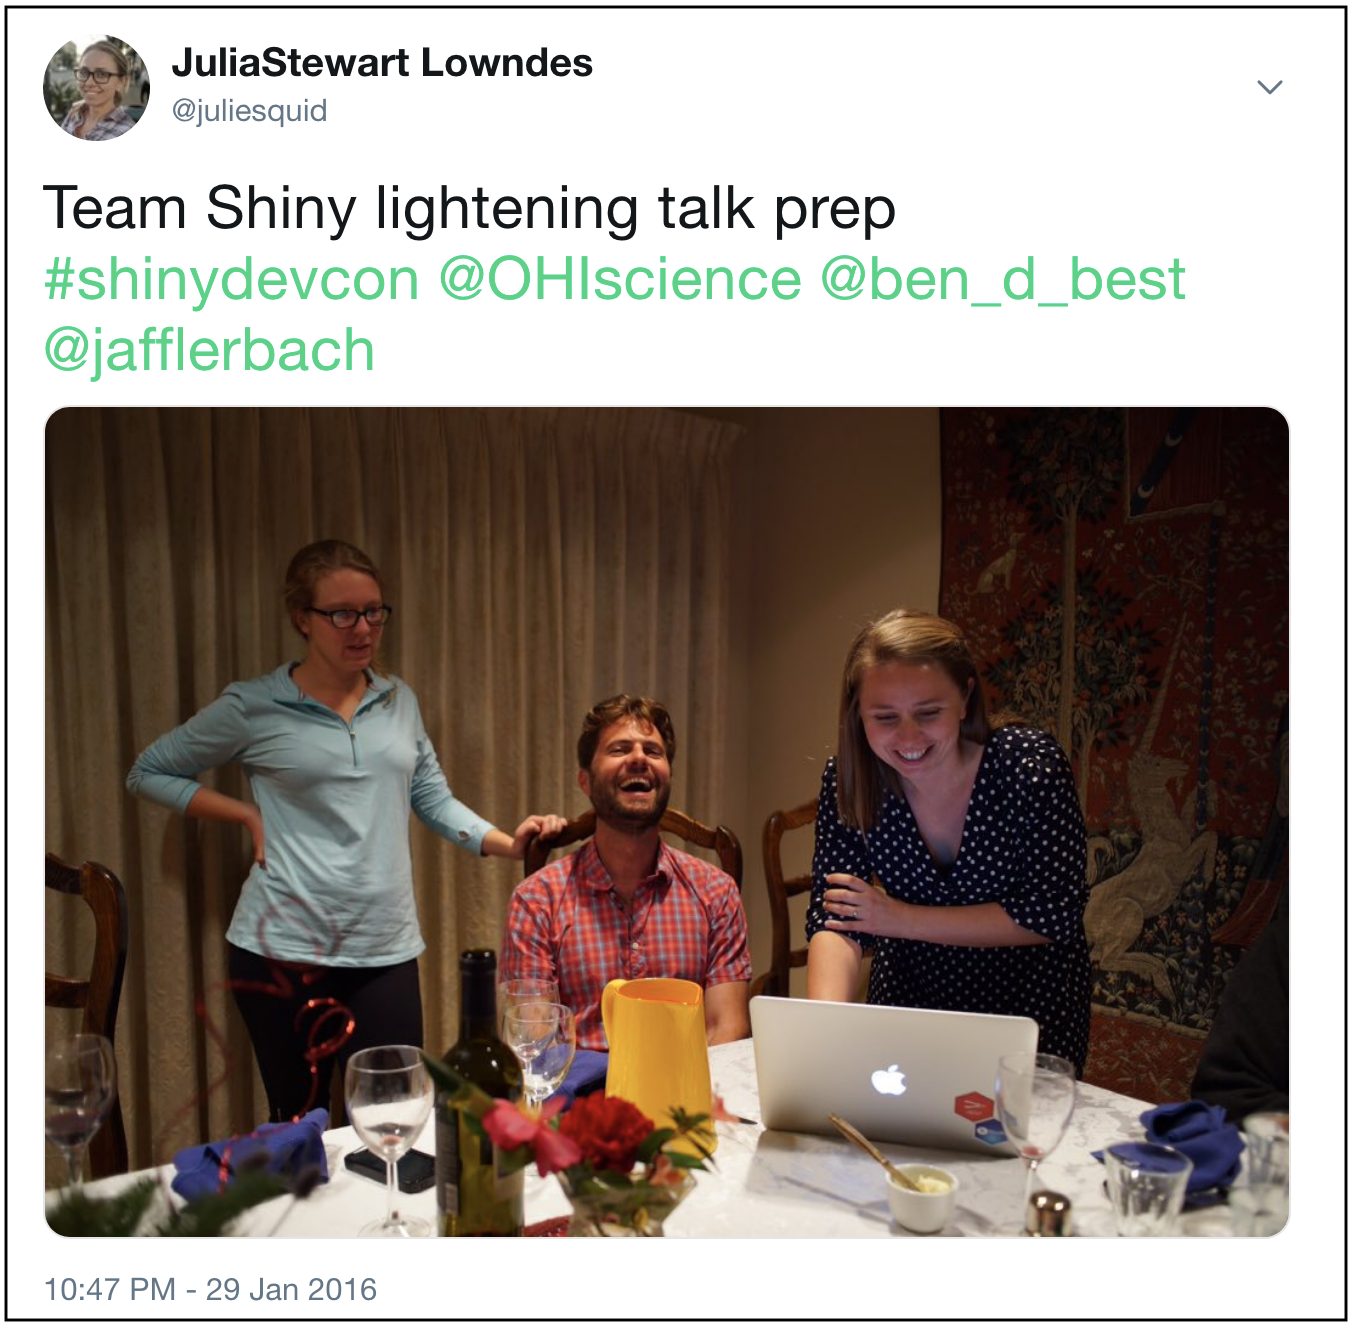 JuliaStewart Lowndes
@juliesquid
Team Shiny lightening talk prep
#shinydevcon @OHIscience @ben_d_best
@jafflerbach
10:47 PM - 29 Jan 2016